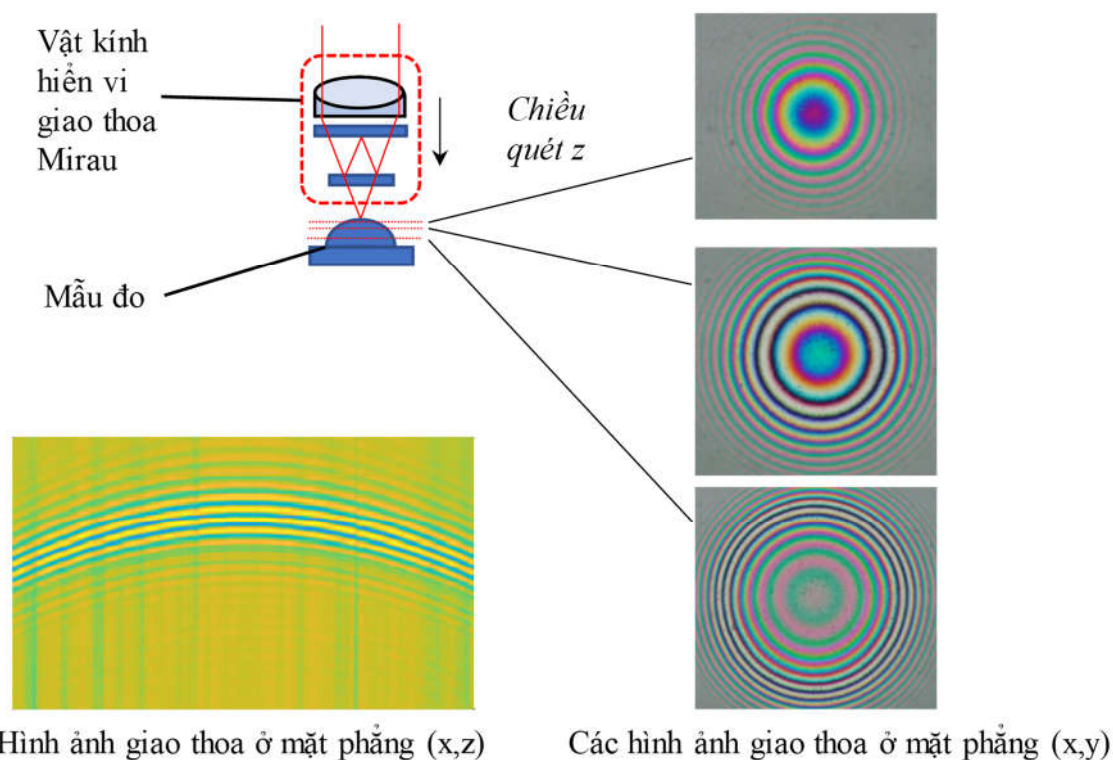 Vật kính
hiển vi
giao thoa
Mirau
Chiều
quét z
Mẫu đo
Hình ảnh giao thoa ở mặt phẳng (x,z)
Các hình ảnh giao thoa ở mặt phẳng (x,y)